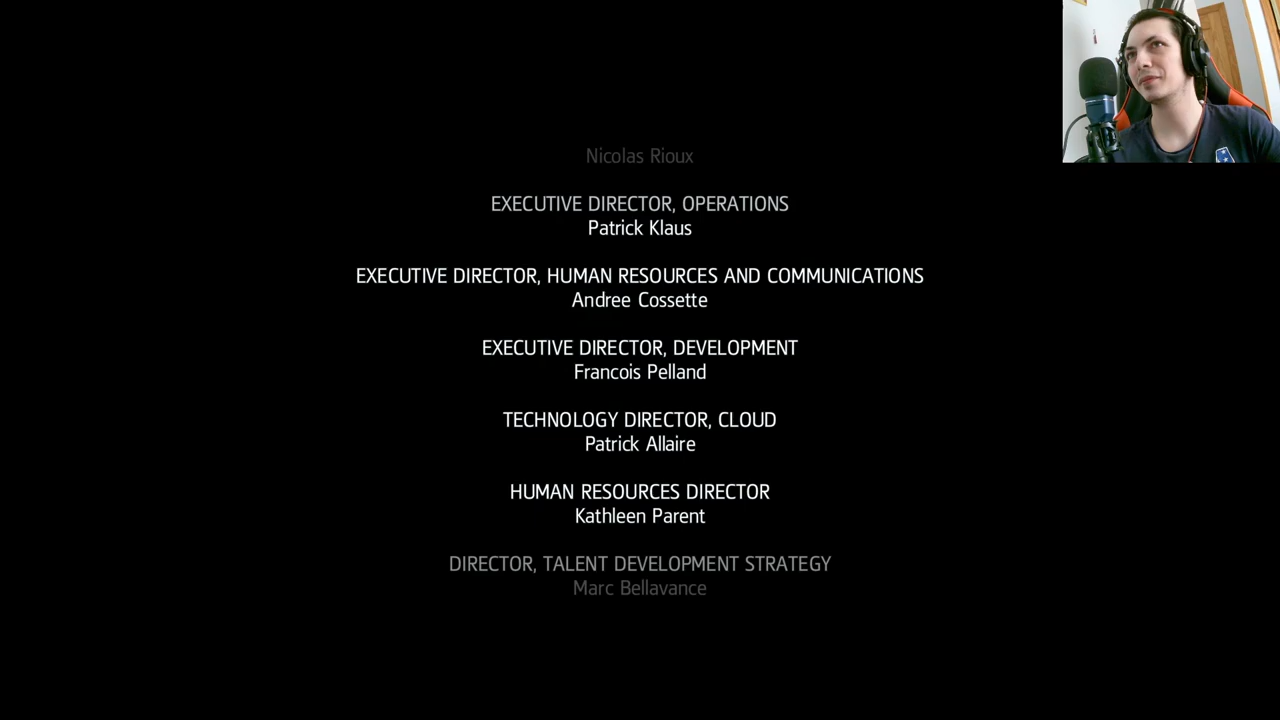 Nicolas Rioux
EXECUTIVE DIRECTOR, OPERATIONS
Patrick Klaus
EXECUTIVE DIRECTOR, HUMAN RESOURCES AND COMMUNICATIONS
Andree Cossette
EXECUTIVE DIRECTOR, DEVELOPMENT
Francois Pelland
TECHNOLOGY DIRECTOR, CLOUD
Patrick Allaire
HUMAN RESOURCES DIRECTOR
Kathleen Parent
DIRECTOR, TALENT DEVELOPMENT STRATEGY
Marc Bellavance